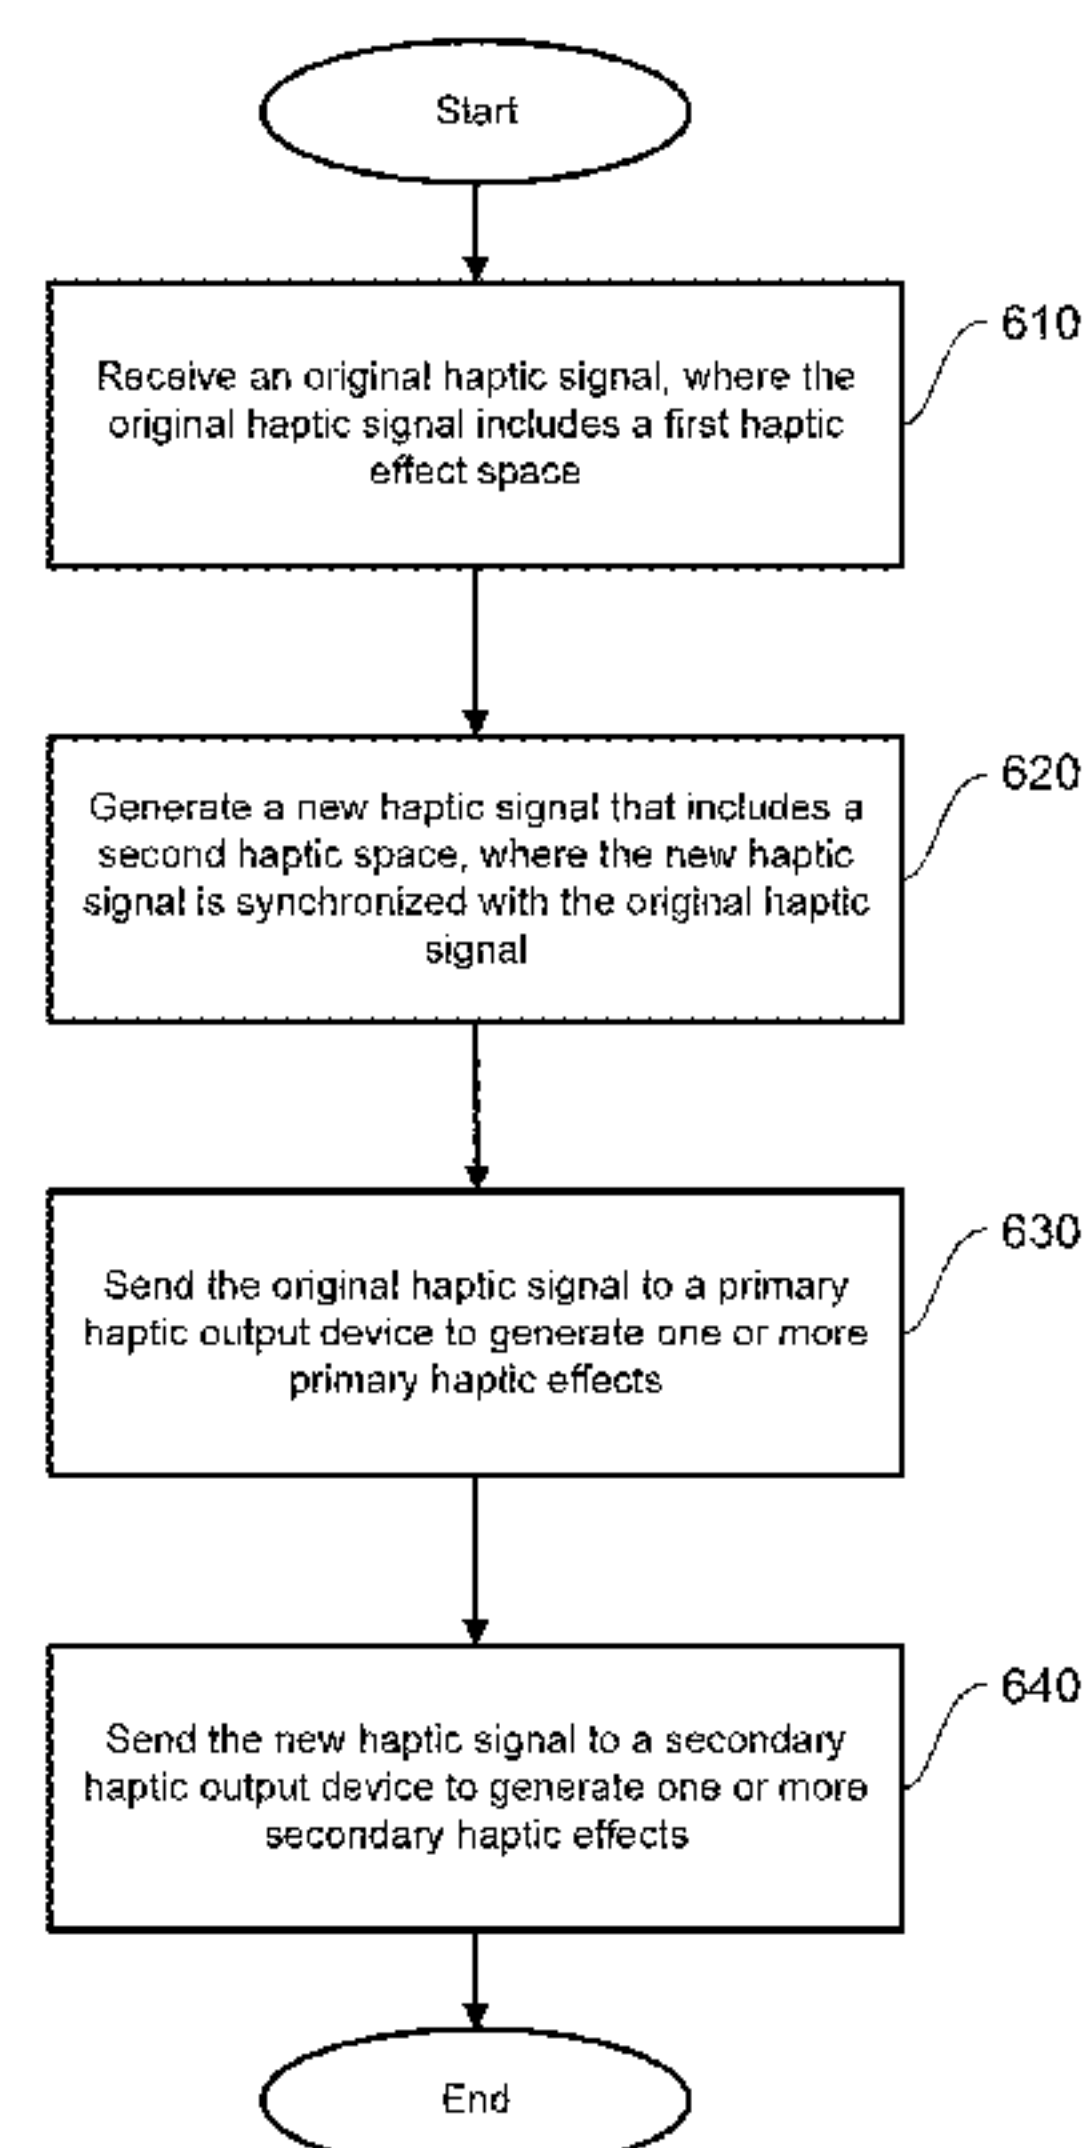 Start
610
Receive an original haptic signal, where the
original haptic signal includes a first haptic
effect space
620
Generate a new haptic signal that includes a
second haptic space, where the new haptic
signal is synchronized with the original haptic
signal
630
Send the original haptic signal to a primary
haptic output device to generate one or more
primary haptic effects
640
Send the new haptic signal to a secondary
haptic output device to generate one or more
secondary haptic effects
End